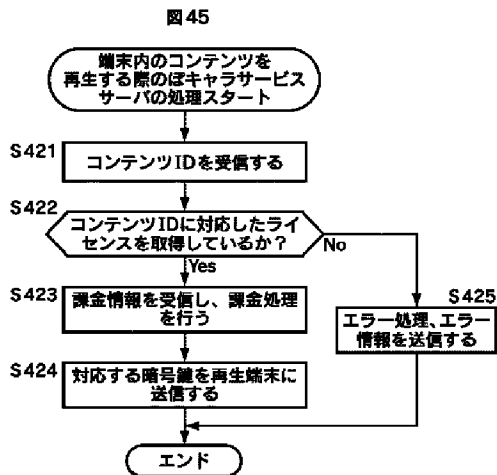 図45
端末内のコンテンツを
再生する際のぽキャラサービス
サーバの処理スタート
S421
コンテンツIDを受信する
S422
コンテンツIDに対応したライ
センスを取得しているか？
No
Yes
S423
課金情報を受信し、課金処理
を行う
S425
エラー処理、エラー
情報を送信する
S424
対応する暗号鍵を再生端末に
送信する
エンド